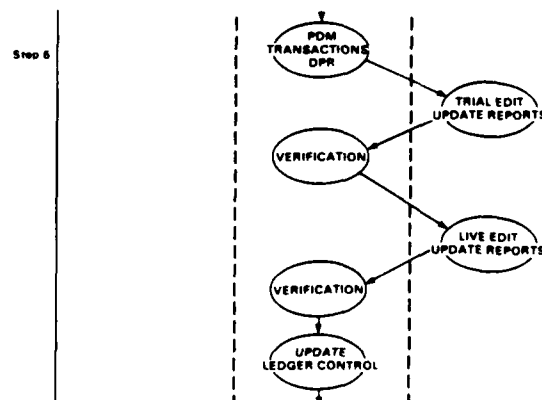 PDM
TRANSACTIONS
DPR
Step 6
TRIAL EDIT
UPDATE REPORTS
VERIFICATION
LIVE EDIT
UPDATE REPORTS
VERIFICATION
UPDATE
LEDGER CONTROL